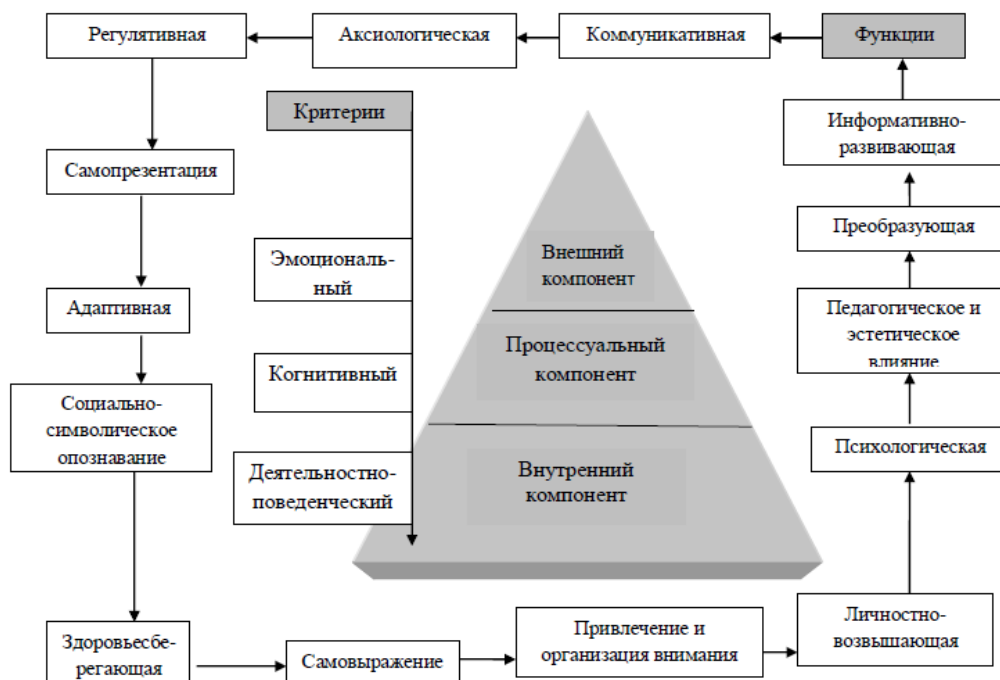 Регулятивная
Аксиологическая
Коммуникативная
Функции
Критерии
Информативно-
развивающая
Самопрезентация
Преобразующая
Эмоциональ-
ный
Внешний
компонент
Адаптивная
Педагогическое и
эстетическое
влияние
Процессуальный
компонент
Когнитивный
Социально-
символическое
опознавание
Психологическая
Деятельностно-
поведенческий
Внутренний
компонент
Здоровьесбе-
регающая
Самовыражение
Привлечение и
организация внимания
Личностно-
возвышающая